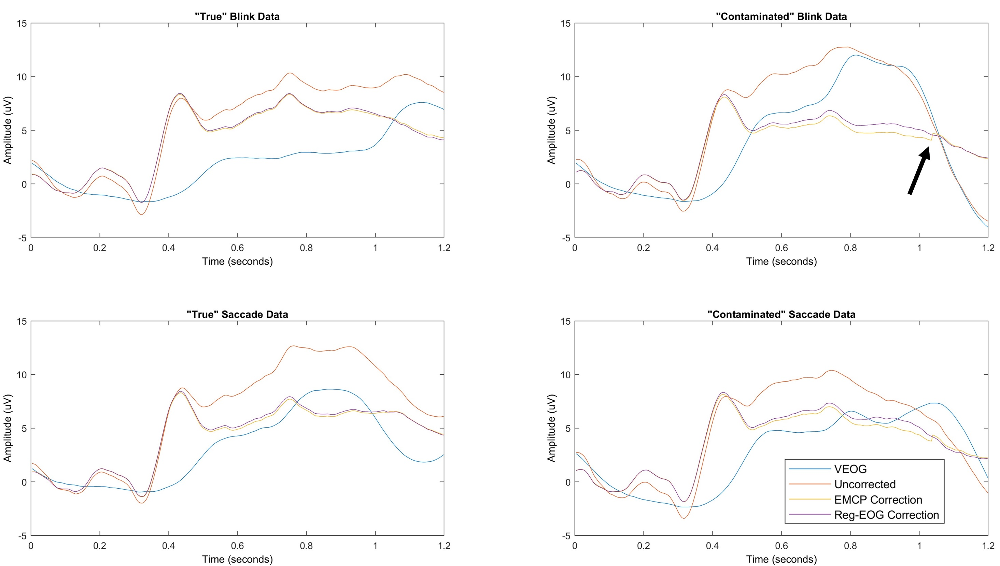 "True" Blink Data
15
10
5
0
-5
Amplitude (uV)
0 0.2 0.4 0.6 0.8 1 1.2
Time (seconds)
"Contaminated" Blink Data
15
10
5
0
-5
Amplitude (uV)
0 0.2 0.4 0.6 0.8 1 1.2
Time (seconds)
"True" Saccade Data
15
10
5
0
-5
Amplitude (uV)
0 0.2 0.4 0.6 0.8 1 1.2
Time (seconds)
"Contaminated" Saccade Data
15
10
5
0
-5
Amplitude (uV)
VEOG
Uncorrected
EMCP Correction
Reg-EOG Correction
0 0.2 0.4 0.6 0.8 1 1.2
Time (seconds)